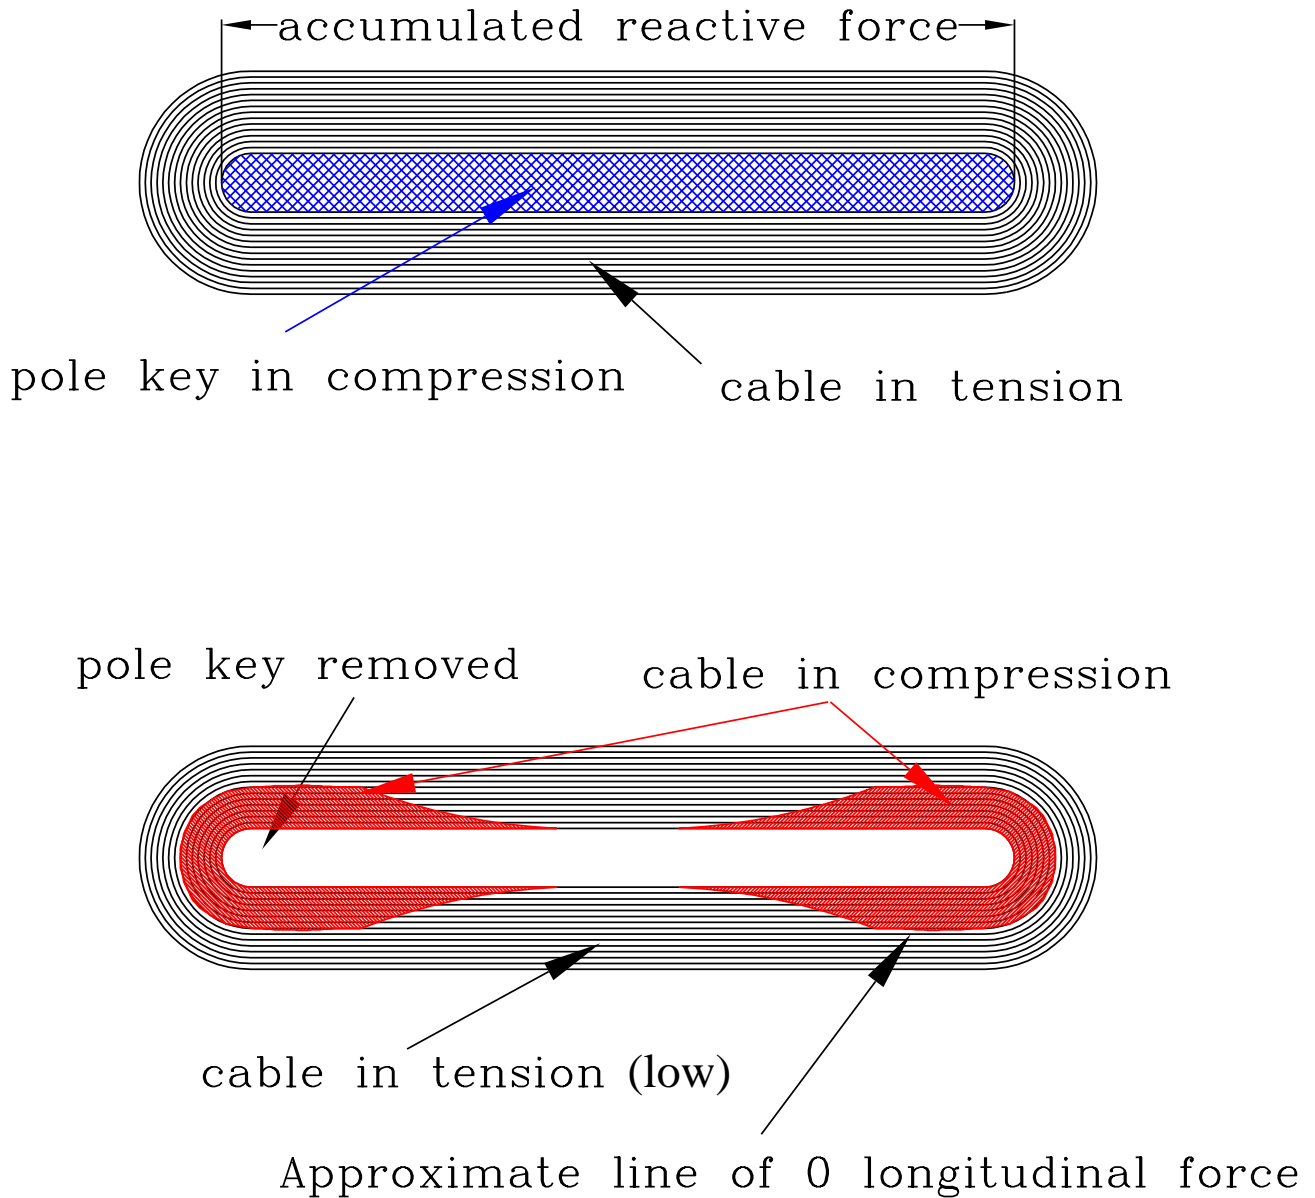 accumulated reactive force
pole key in compression
cable in tension
pole key removed
cable in compression
cable in tension (low)
Approximate line of 0 longitudinal force